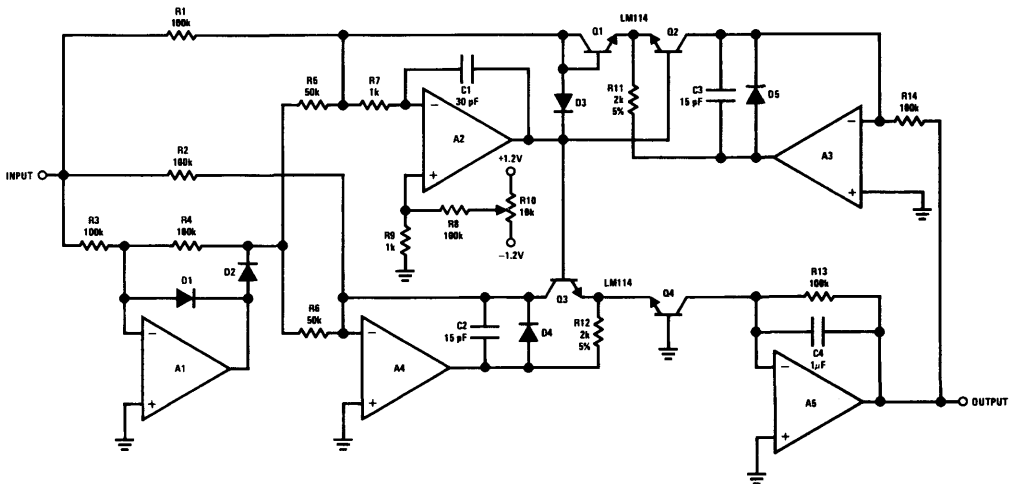 R1
100k
Q1
LM114
Q2
R5
50k
R7
1k
C1
30 pF
D3
R11
2k
5%
C3
15 pF
D5
R14
100k
A2
A3
R2
100k
INPUT
+1.2V
R10
10k
R8
100k
R9
1k
−1.2V
R3
100k
R4
100k
D1
D2
R6
50k
A1
C2
15 pF
D4
Q3
LM114
R12
2k
5%
Q4
R13
100k
C4
1μF
A4
A5
OUTPUT